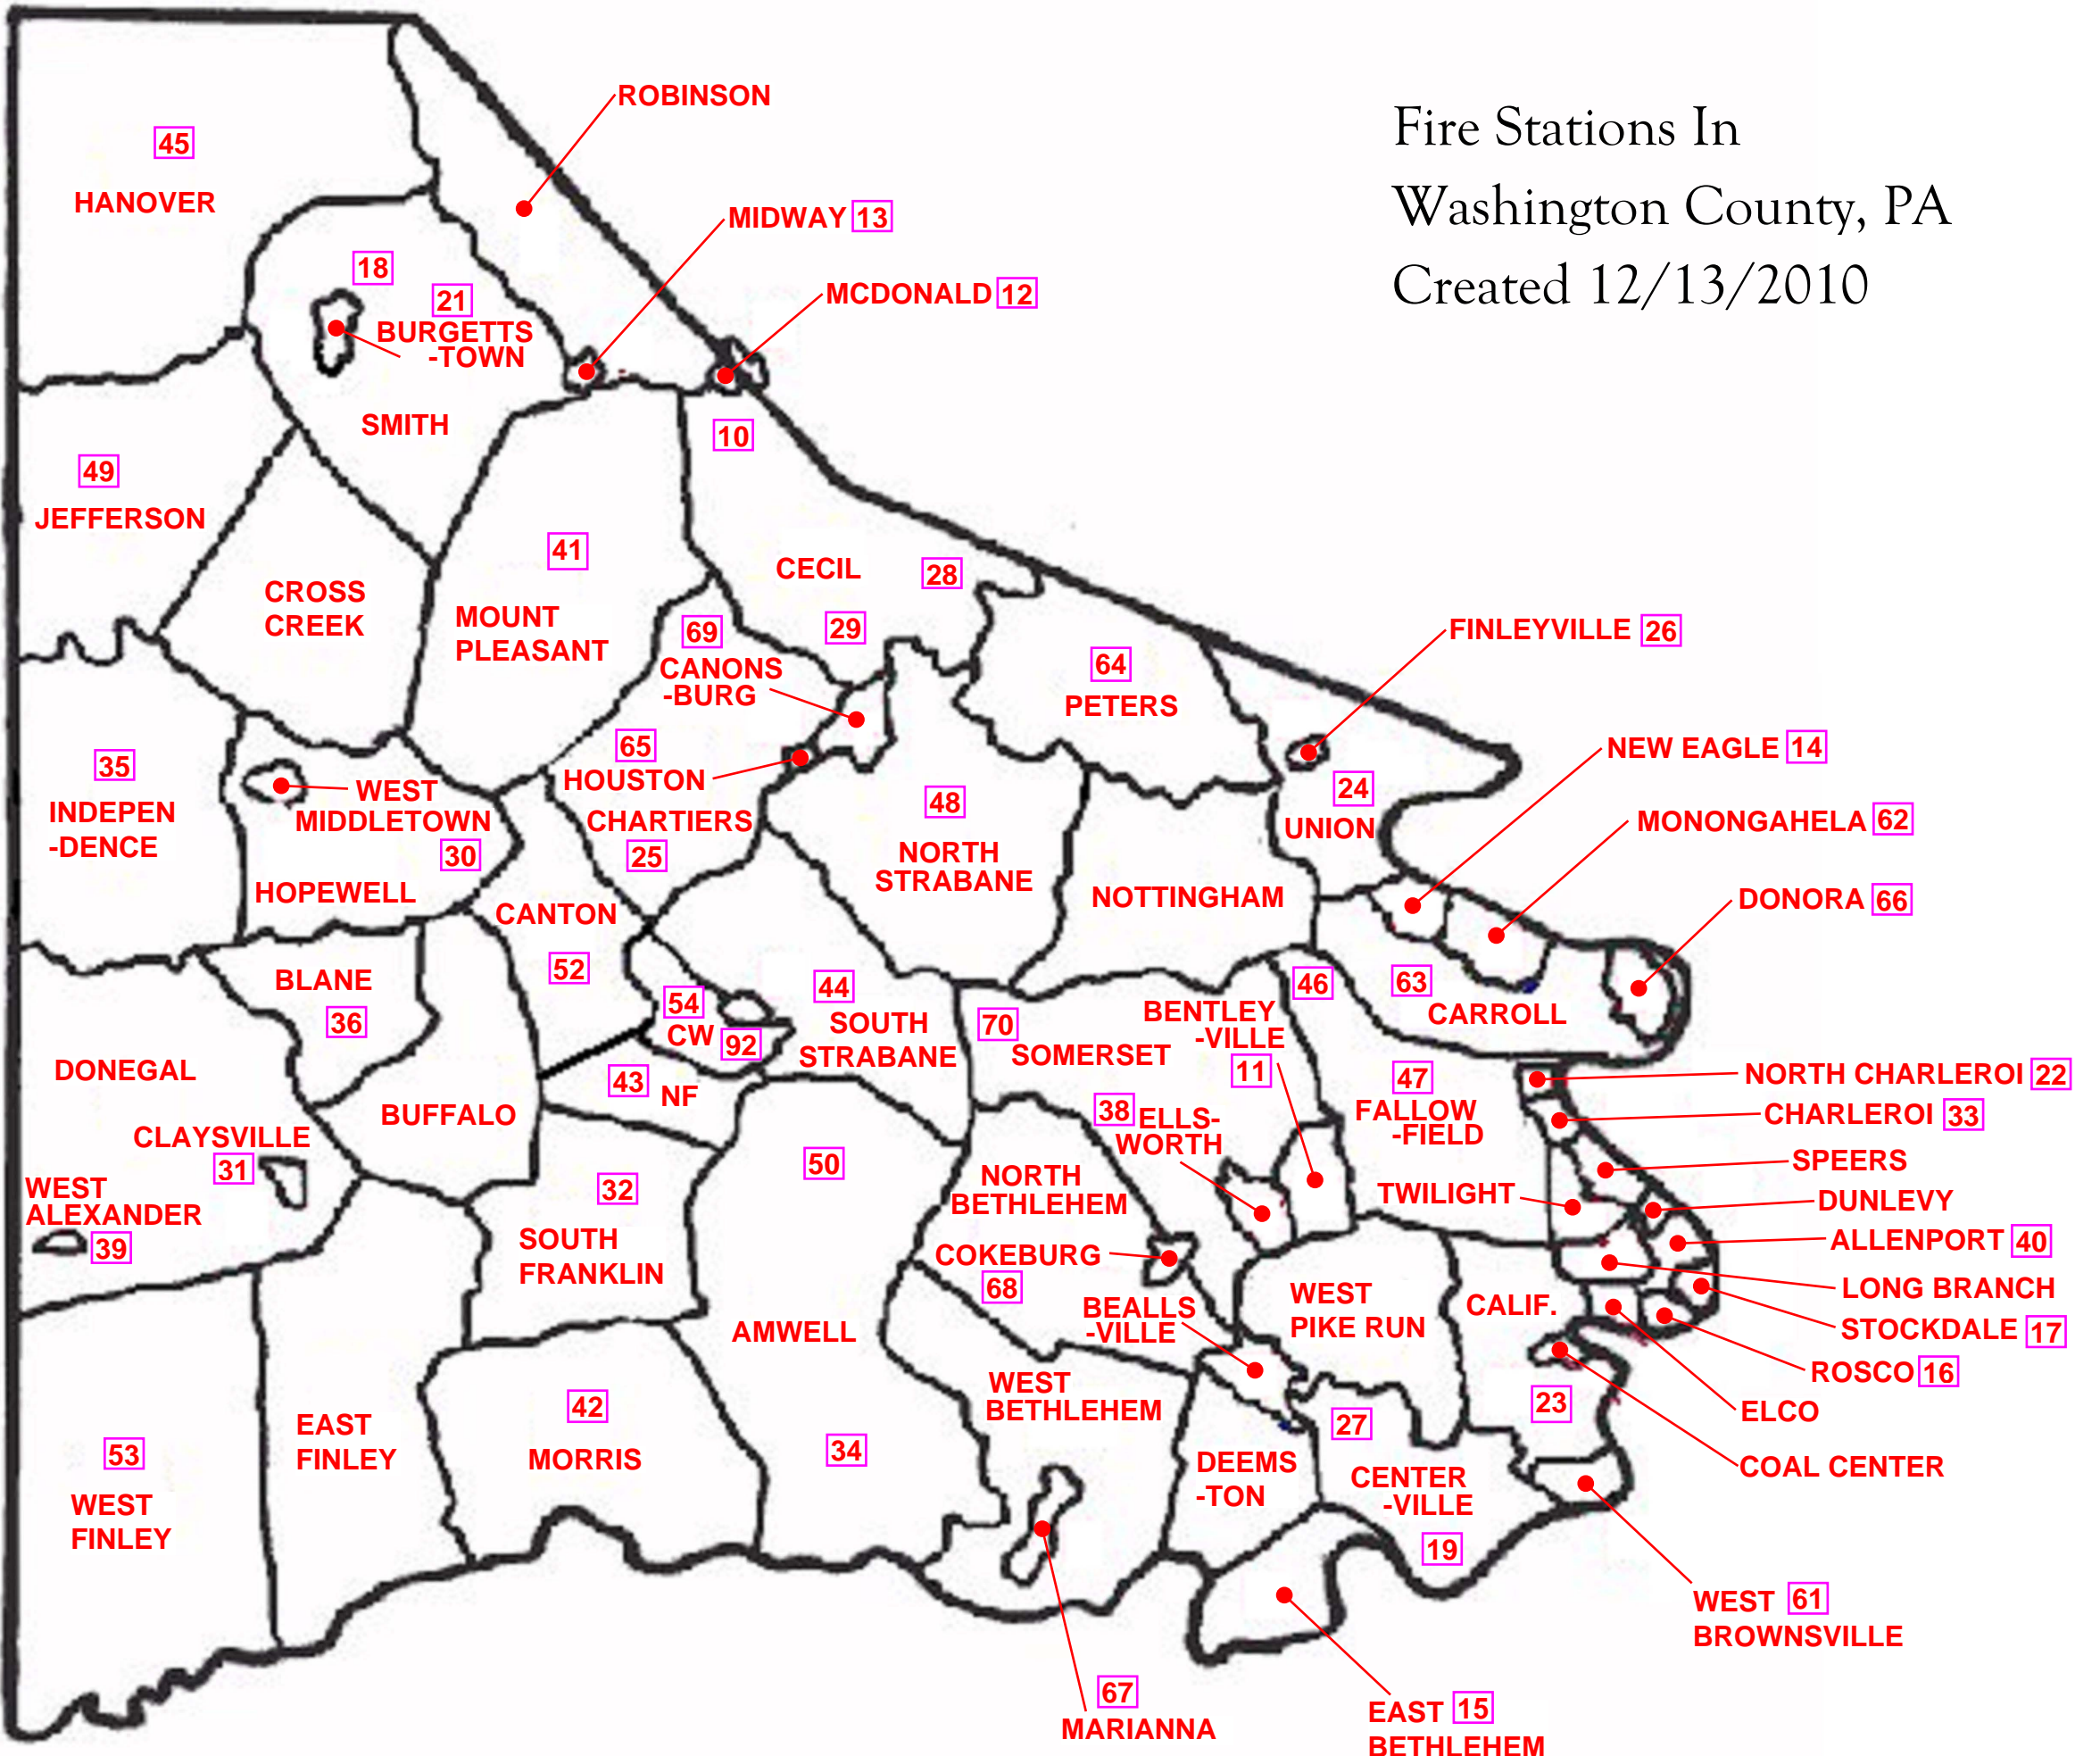 Fire Stations In
Washington County, PA
Created 12/13/2010
ROBINSON
45
HANOVER
MIDWAY 13
MCDONALD 12
18
21
BURGETTS
-TOWN
SMITH
10
49
JEFFERSON
41
CECIL
28
CROSS
CREEK
MOUNT
PLEASANT
69
29
CANONS
-BURG
64
PETERS
FINLEYVILLE 26
65
HOUSTON
CHARTIERS
25
NEW EAGLE 14
24
UNION
35
INDEPEN
-DENCE
WEST
MIDDLETOWN
30
HOPEWELL
48
NORTH
STRABANE
MONONGAHELA 62
NOTTINGHAM
DONORA 66
CANTON
52
BLANE
36
54
CW
92
44
SOUTH
STRABANE
70
SOMERSET
BENTLEY
-VILLE
11
46
63
CARROLL
DONEGAL
BUFFALO
43
NF
47
FALLOW
-FIELD
NORTH CHARLEROI 22
CHARLEROI 33
38
ELLS-
WORTH
CLAYSVILLE
31
SPEERS
WEST
ALEXANDER
39
32
SOUTH
FRANKLIN
50
NORTH
BETHLEHEM
TWILIGHT
DUNLEVY
ALLENPORT 40
COKEBURG
68
LONG BRANCH
BEALLS
-VILLE
WEST
PIKE RUN
CALIF.
STOCKDALE 17
AMWELL
ROSCO 16
WEST
BETHLEHEM
ELCO
23
42
MORRIS
EAST
FINLEY
53
WEST
FINLEY
34
27
DEEMS
-TON
CENTER
-VILLE
19
COAL CENTER
WEST 61
BROWNSVILLE
67
MARIANNA
EAST 15
BETHLEHEM